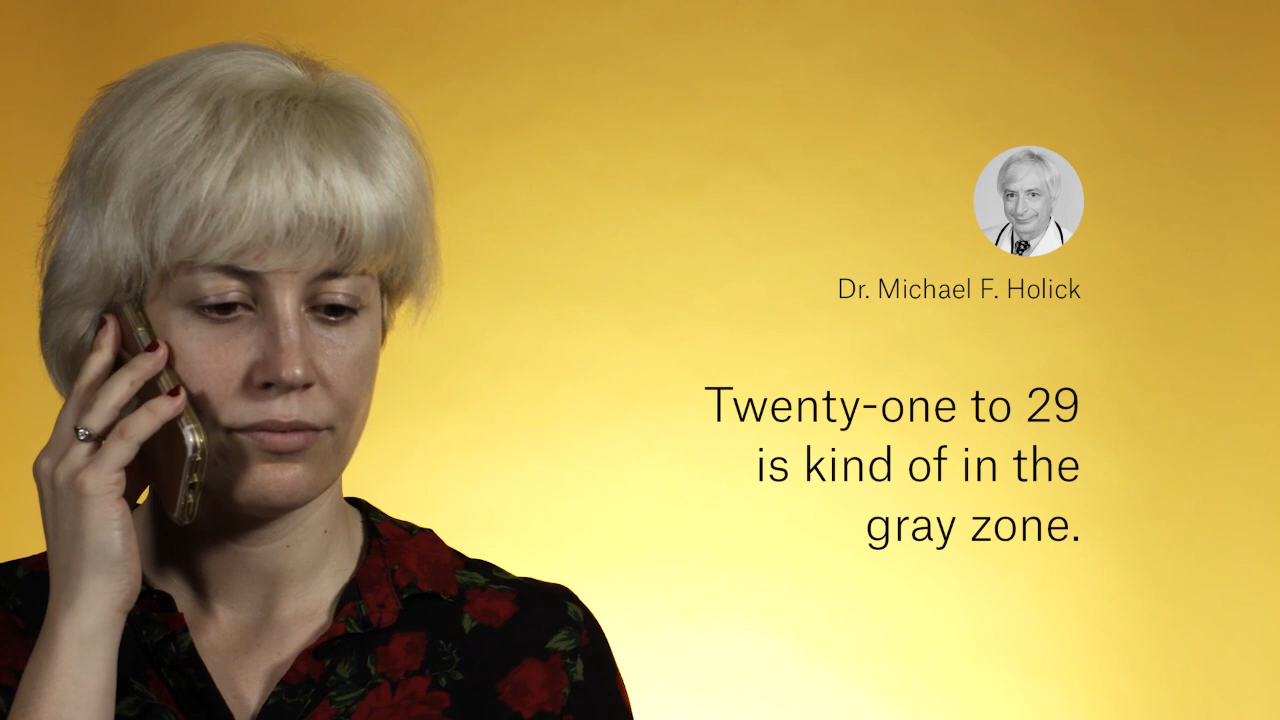 Dr. Michael F. Holick
Twenty-one to 29
is kind of in the
gray zone.